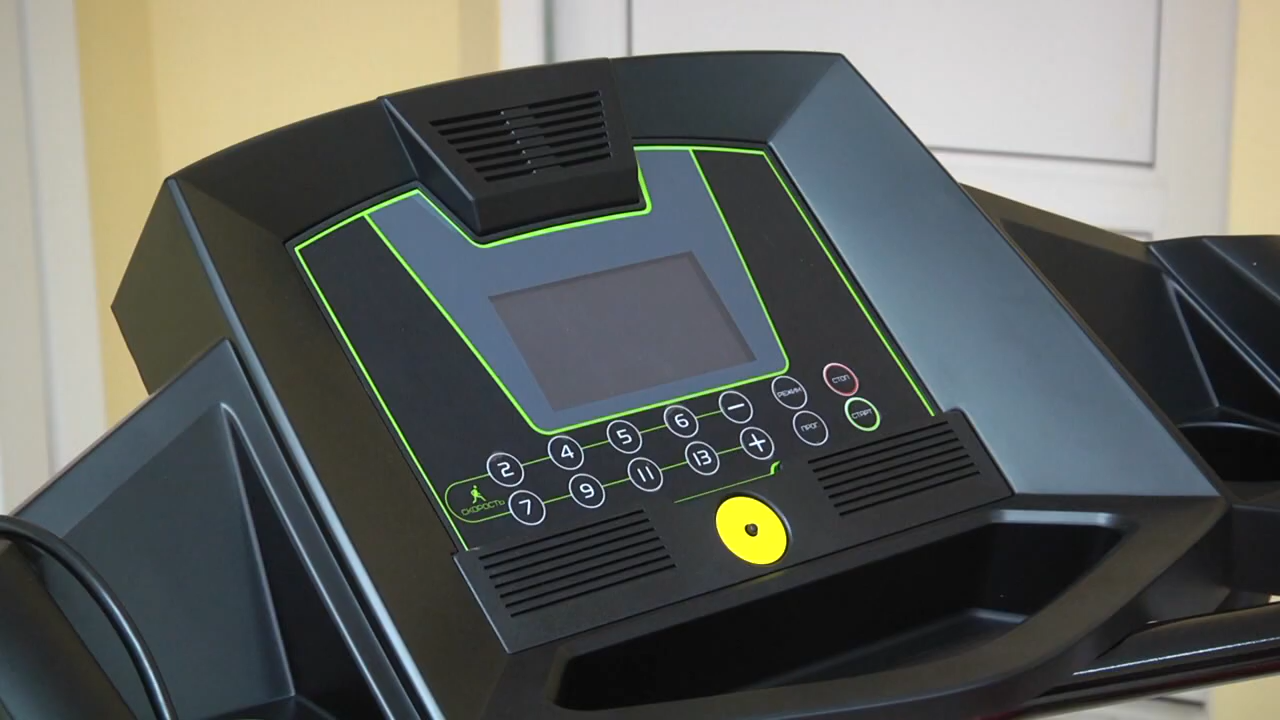 СТОП
РЕЖИМ
СТАРТ
ПРОГ
2 4 5 6 −
СКОРОСТЬ
7 9 11 13 +